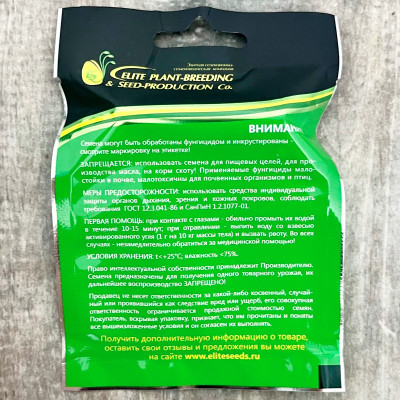 Элитная селекционно-
семеноводческая компания
ELITE PLANT-BREEDING
& SEED-PRODUCTION Co.
ВНИМАН
Семена могут быть обработаны фунгицидом и инкрустированы -
смотрите маркировку на этикетки!
ЗАПРЕЩАЕТСЯ: использовать семена для пищевых целей, для про-
изводства масла, на корм скоту! Применяемые фунгициды мало-
стойки в почве, малотоксичны для почвенных организмов и птиц.
МЕРЫ ПРЕДОСТОРОЖНОСТИ: использовать средства индивидуальной
защиты органов дыхания, зрения и кожных покровов, соблюдать
требования ГОСТ 12.3.041-86 и СанПиН 1.2.1077-01.
ПЕРВАЯ ПОМОЩЬ: при контакте с глазами - обильно промыть их водой
в течение 10-15 минут; при отравлении - выпить воду со взвесью
активированного угля (1 г на 10 кг массы тела) и вызвать рвоту. Во всех
случаях - незамедлительно обратиться за медицинской помощью!
УСЛОВИЯ ХРАНЕНИЯ: t<+25°C, влажность <75%.
Право интеллектуальной собственности принадлежит Производителю.
Семена предназначены для получения одного товарного урожая, их
дальнейшее воспроизводство ЗАПРЕЩЕНО!
Продавец не несет ответственности за какой-либо косвенный, случай-
ный или проявившийся как следствие вред или ущерб, его совокупная
ответственность ограничивается продажной стоимостью семян.
Покупатель, вскрывая упаковку, признает, что им прочитаны и поняты
все вышеизложенные условия и он согласен их выполнять.
Получить дополнительную информацию о товаре,
оставить свои отзывы и предложения вы можете
на сайте www.eliteseeds.ru